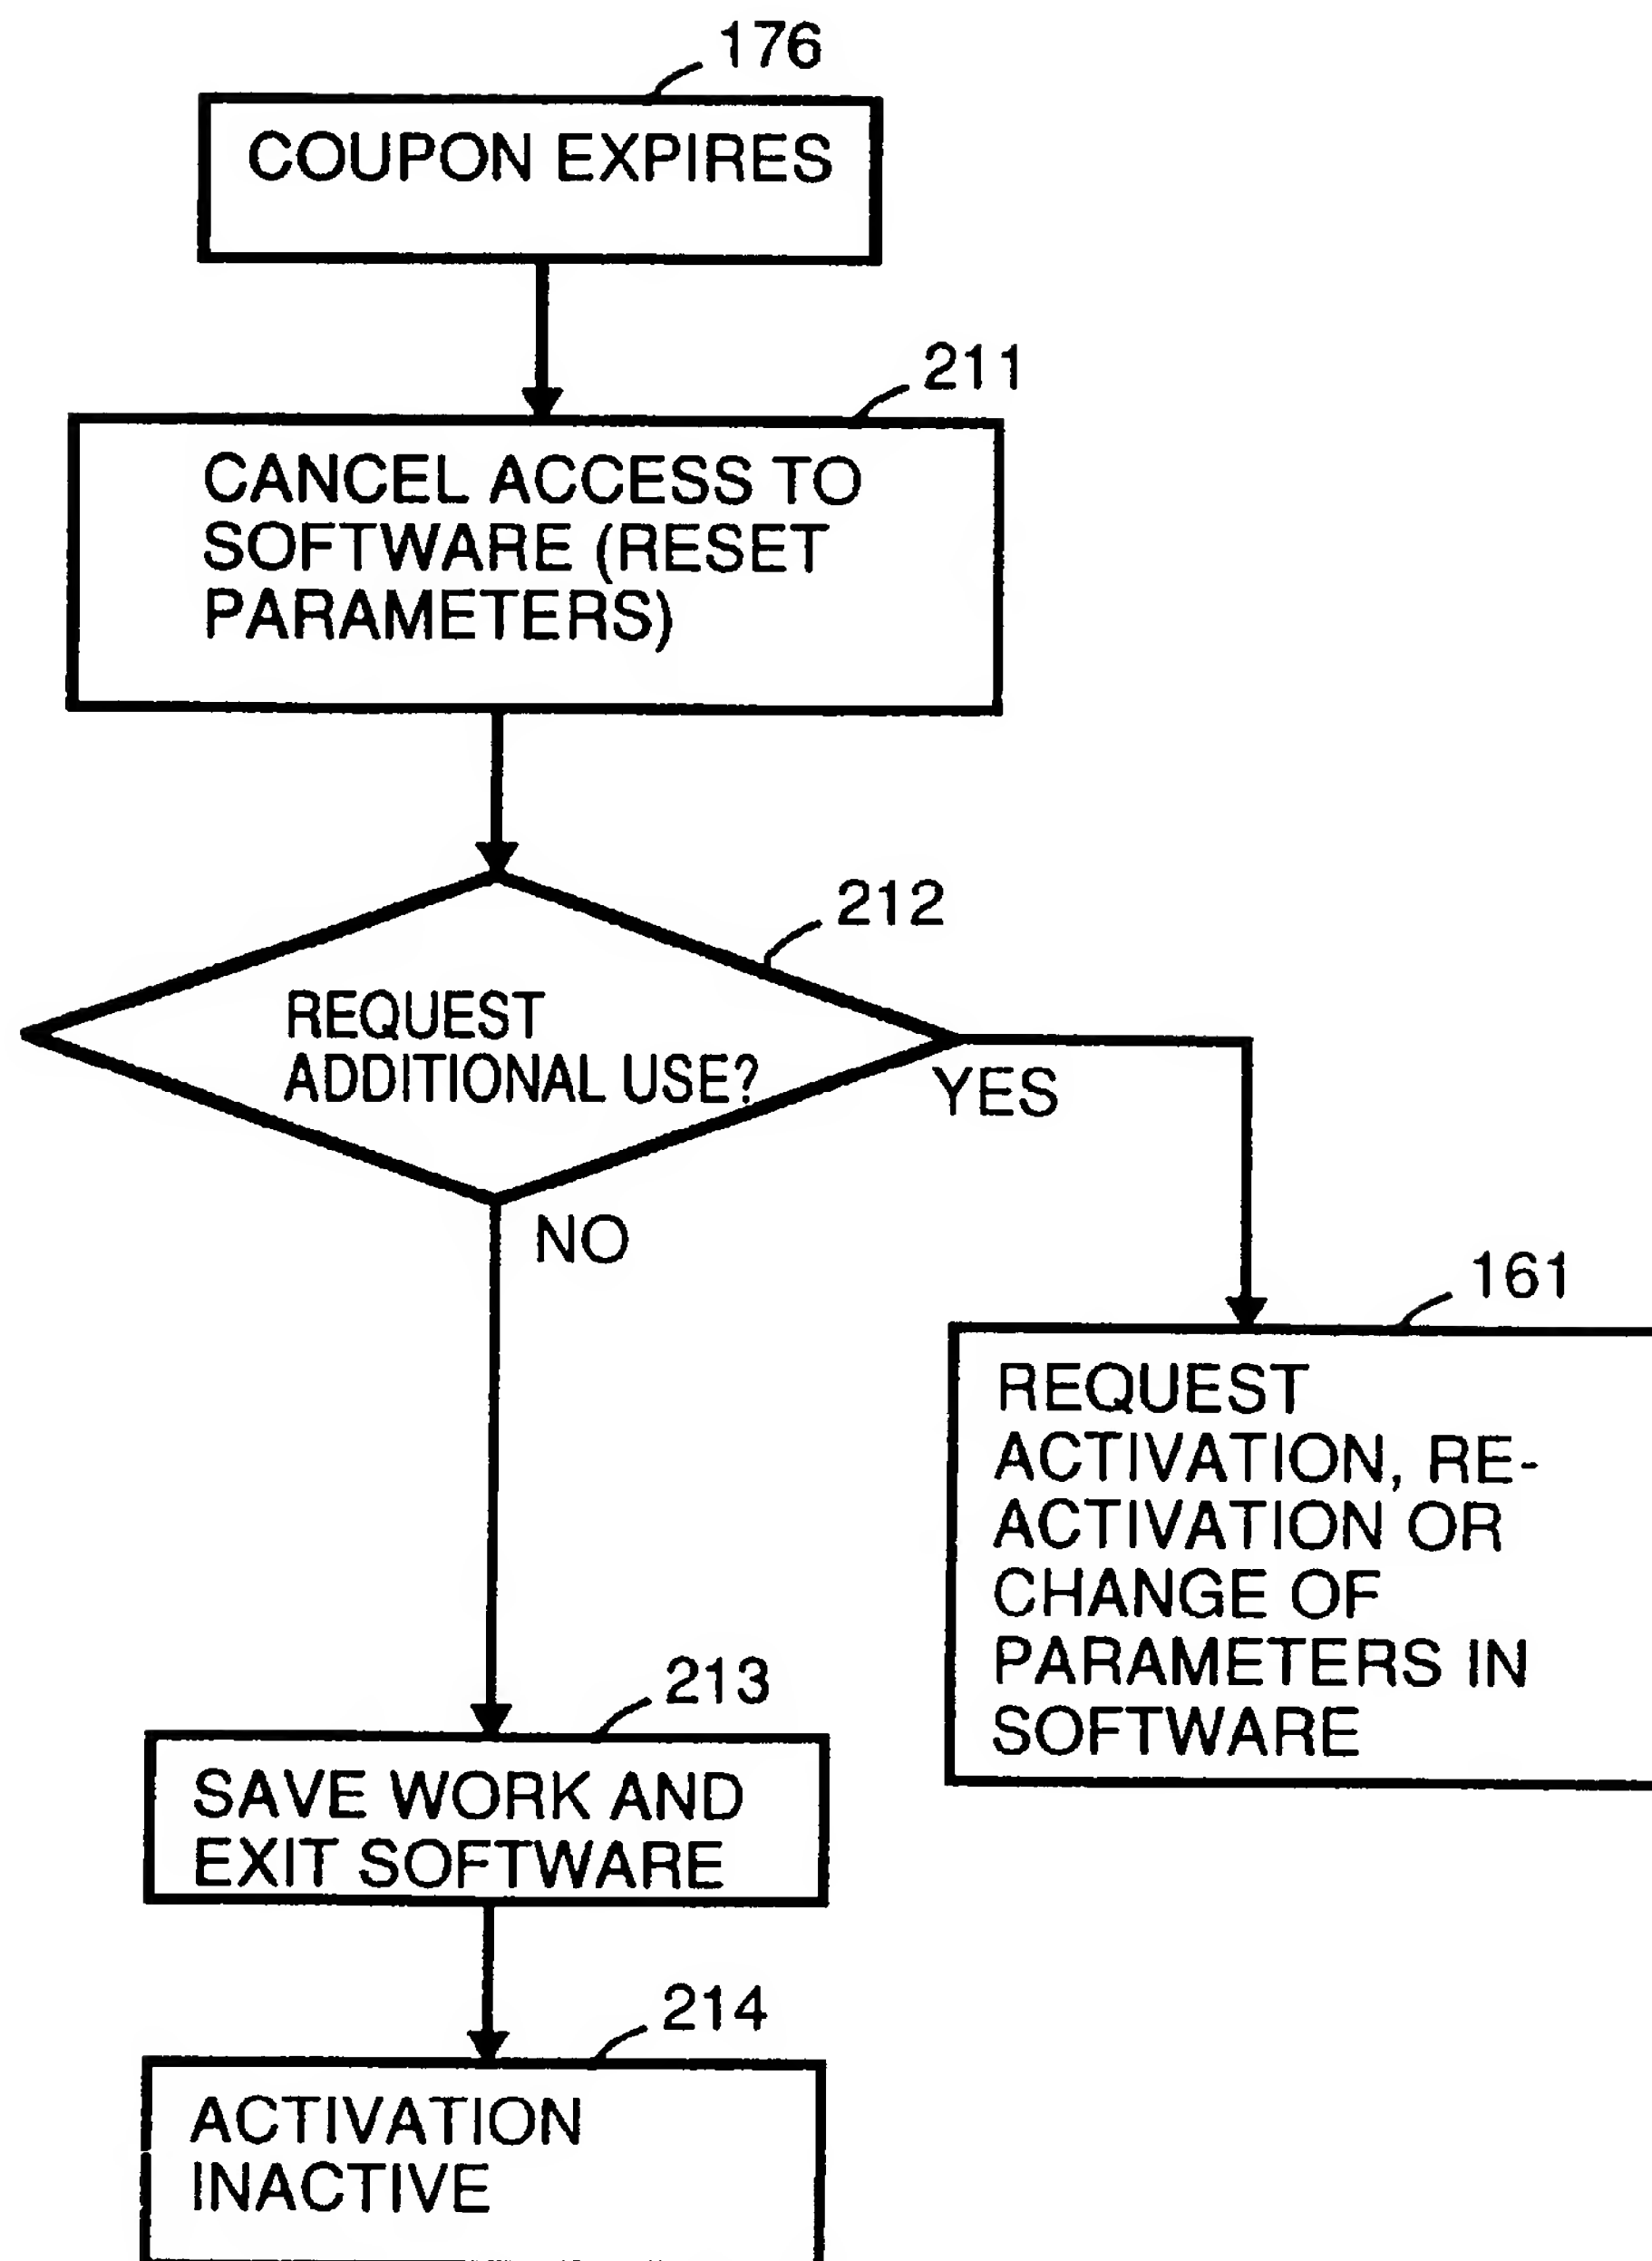 176
COUPON EXPIRES
211
CANCEL ACCESS TO
SOFTWARE (RESET
PARAMETERS)
212
REQUEST
ADDITIONAL USE?
YES
NO
161
REQUEST
ACTIVATION, RE-
ACTIVATION OR
CHANGE OF
PARAMETERS IN
SOFTWARE
213
SAVE WORK AND
EXIT SOFTWARE
214
ACTIVATION
INACTIVE